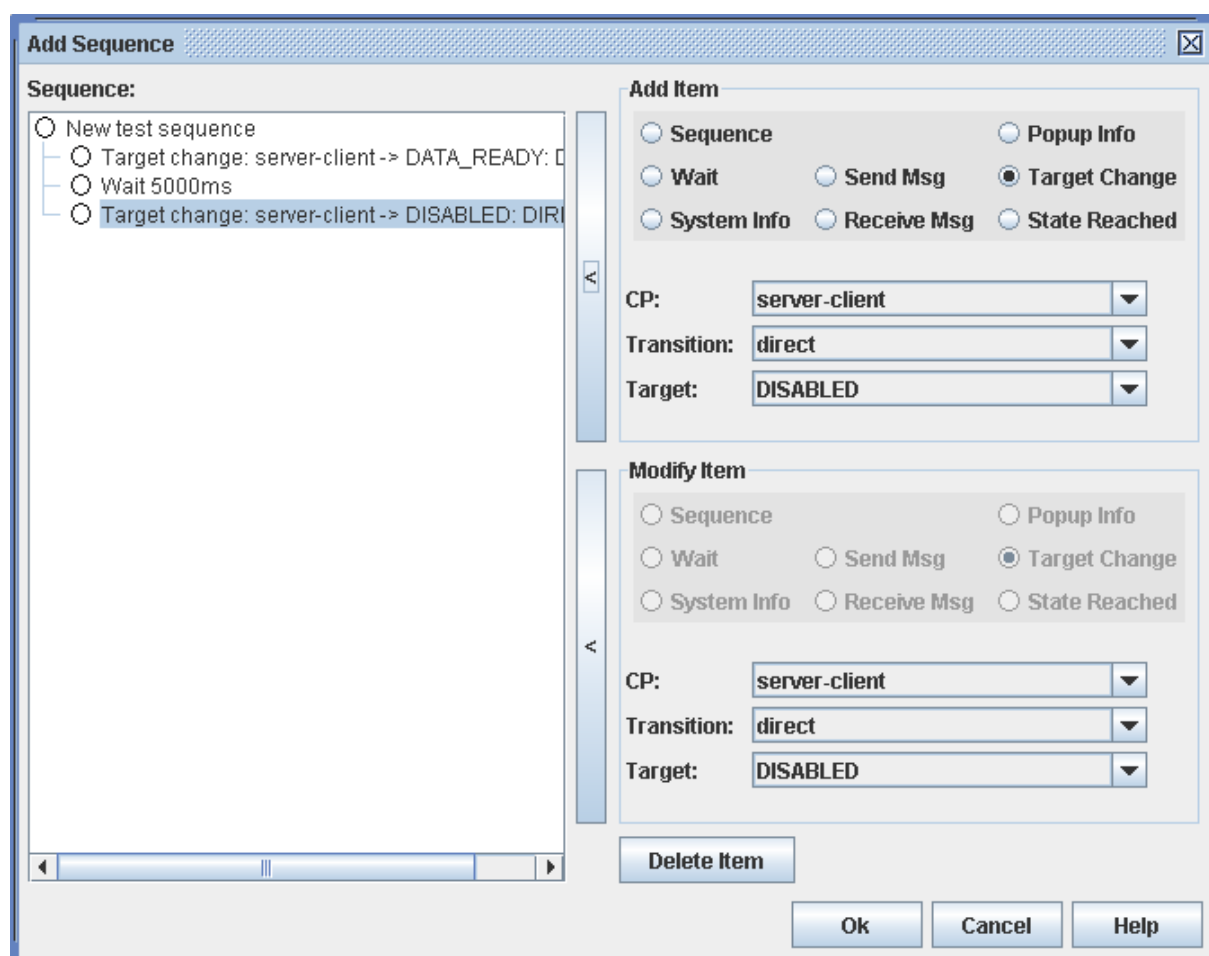 Add Sequence
Sequence:
New test sequence
Target change: server-client -> DATA_READY: D
Wait 5000ms
Target change: server-client -> DISABLED: DIRE
<
<
Add Item
Sequence
Popup Info
Wait
Send Msg
Target Change
System Info
Receive Msg
State Reached
CP:
server-client
Transition:
direct
Target:
DISABLED
Modify Item
Sequence
Popup Info
Wait
Send Msg
Target Change
System Info
Receive Msg
State Reached
CP:
server-client
Transition:
direct
Target:
DISABLED
Delete Item
Ok
Cancel
Help